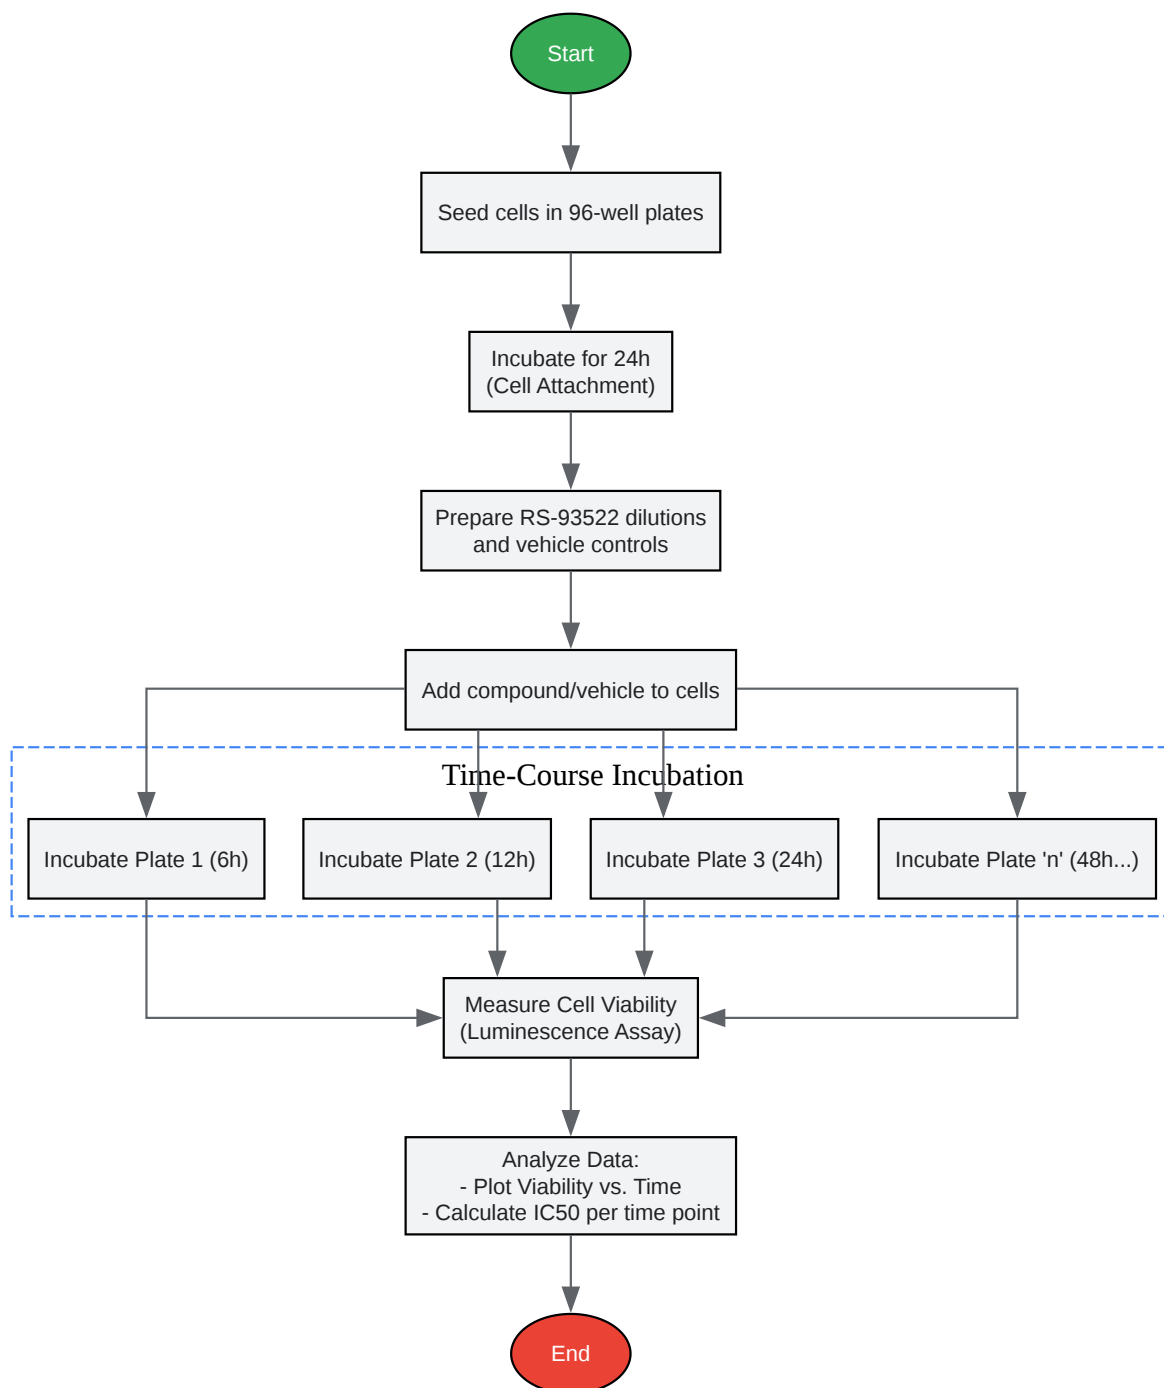 Start
Seed cells in 96-well plates
Incubate for 24h
(Cell Attachment)
Prepare RS-93522 dilutions
and vehicle controls
Add compound/vehicle to cells
Time-Course Incubation
Incubate Plate 1 (6h)
Incubate Plate 2 (12h)
Incubate Plate 3 (24h)
Incubate Plate 'n' (48h...)
Measure Cell Viability
(Luminescence Assay)
Analyze Data:
- Plot Viability vs. Time
- Calculate IC50 per time point
End